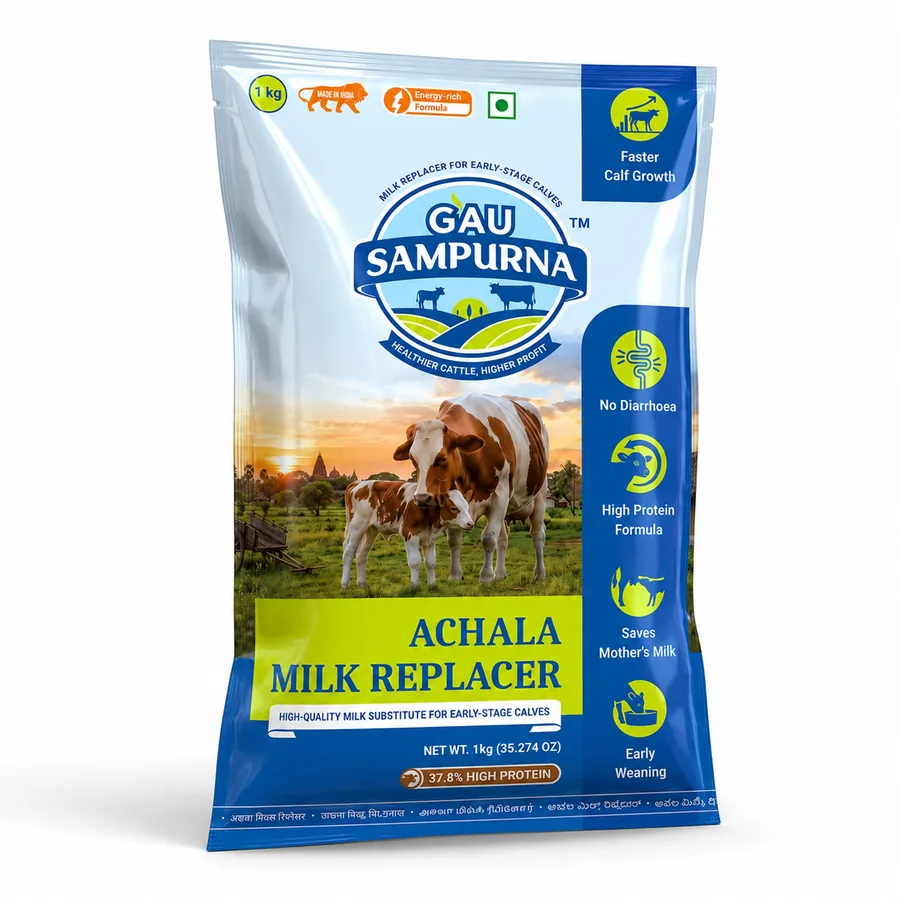 1 kg
MADE IN INDIA
Energy-rich
Formula
Faster
Calf Growth
MILK REPLACER FOR EARLY-STAGE CALVES
GAU
SAMPURNA
TM
HEALTHIER CATTLE, HIGHER PROFIT
No Diarrhoea
High Protein
Formula
Saves
Mother's Milk
Early
Weaning
ACHALA
MILK REPLACER
HIGH-QUALITY MILK SUBSTITUTE FOR EARLY-STAGE CALVES
NET WT. 1kg (35.274 OZ)
37.8% HIGH PROTEIN